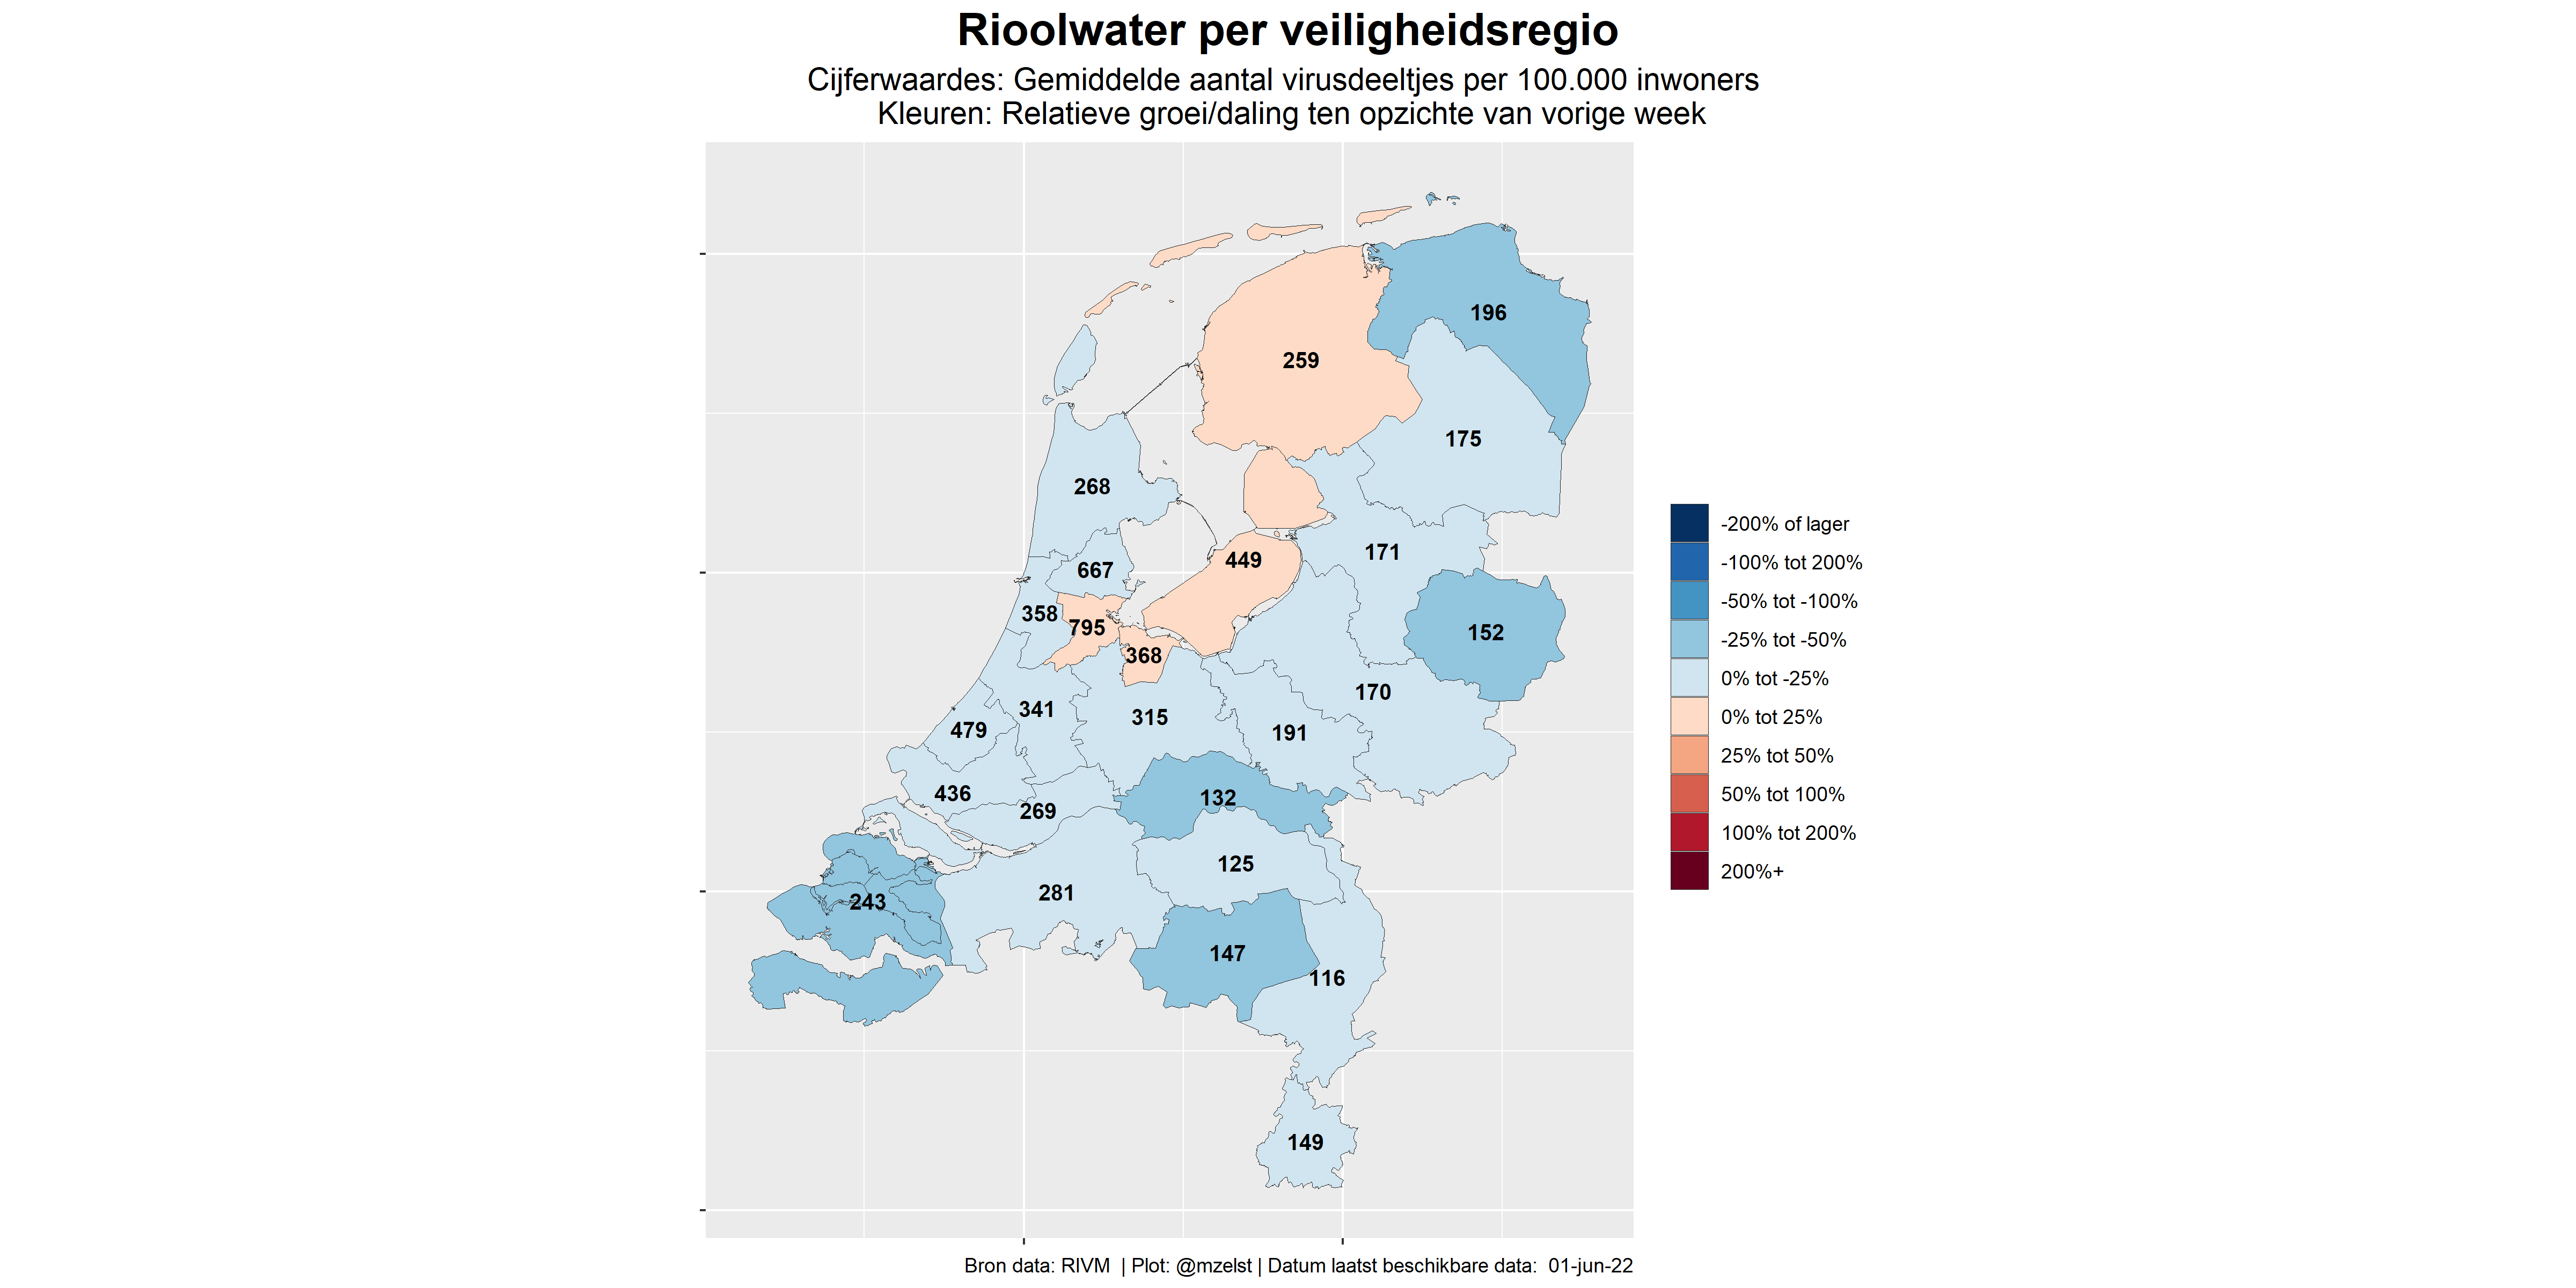 Rioolwater per veiligheidsregio
Cijferwaardes: Gemiddelde aantal virusdeeltjes per 100.000 inwoners
Kleuren: Relatieve groei/daling ten opzichte van vorige week
196
259
175
268
171
449
667
358
795
152
368
170
341
315
479
191
436
132
269
125
281
243
147
116
149
-200% of lager
-100% tot 200%
-50% tot -100%
-25% tot -50%
0% tot -25%
0% tot 25%
25% tot 50%
50% tot 100%
100% tot 200%
200%+
Bron data: RIVM | Plot: @mzelst | Datum laatst beschikbare data: 01-jun-22